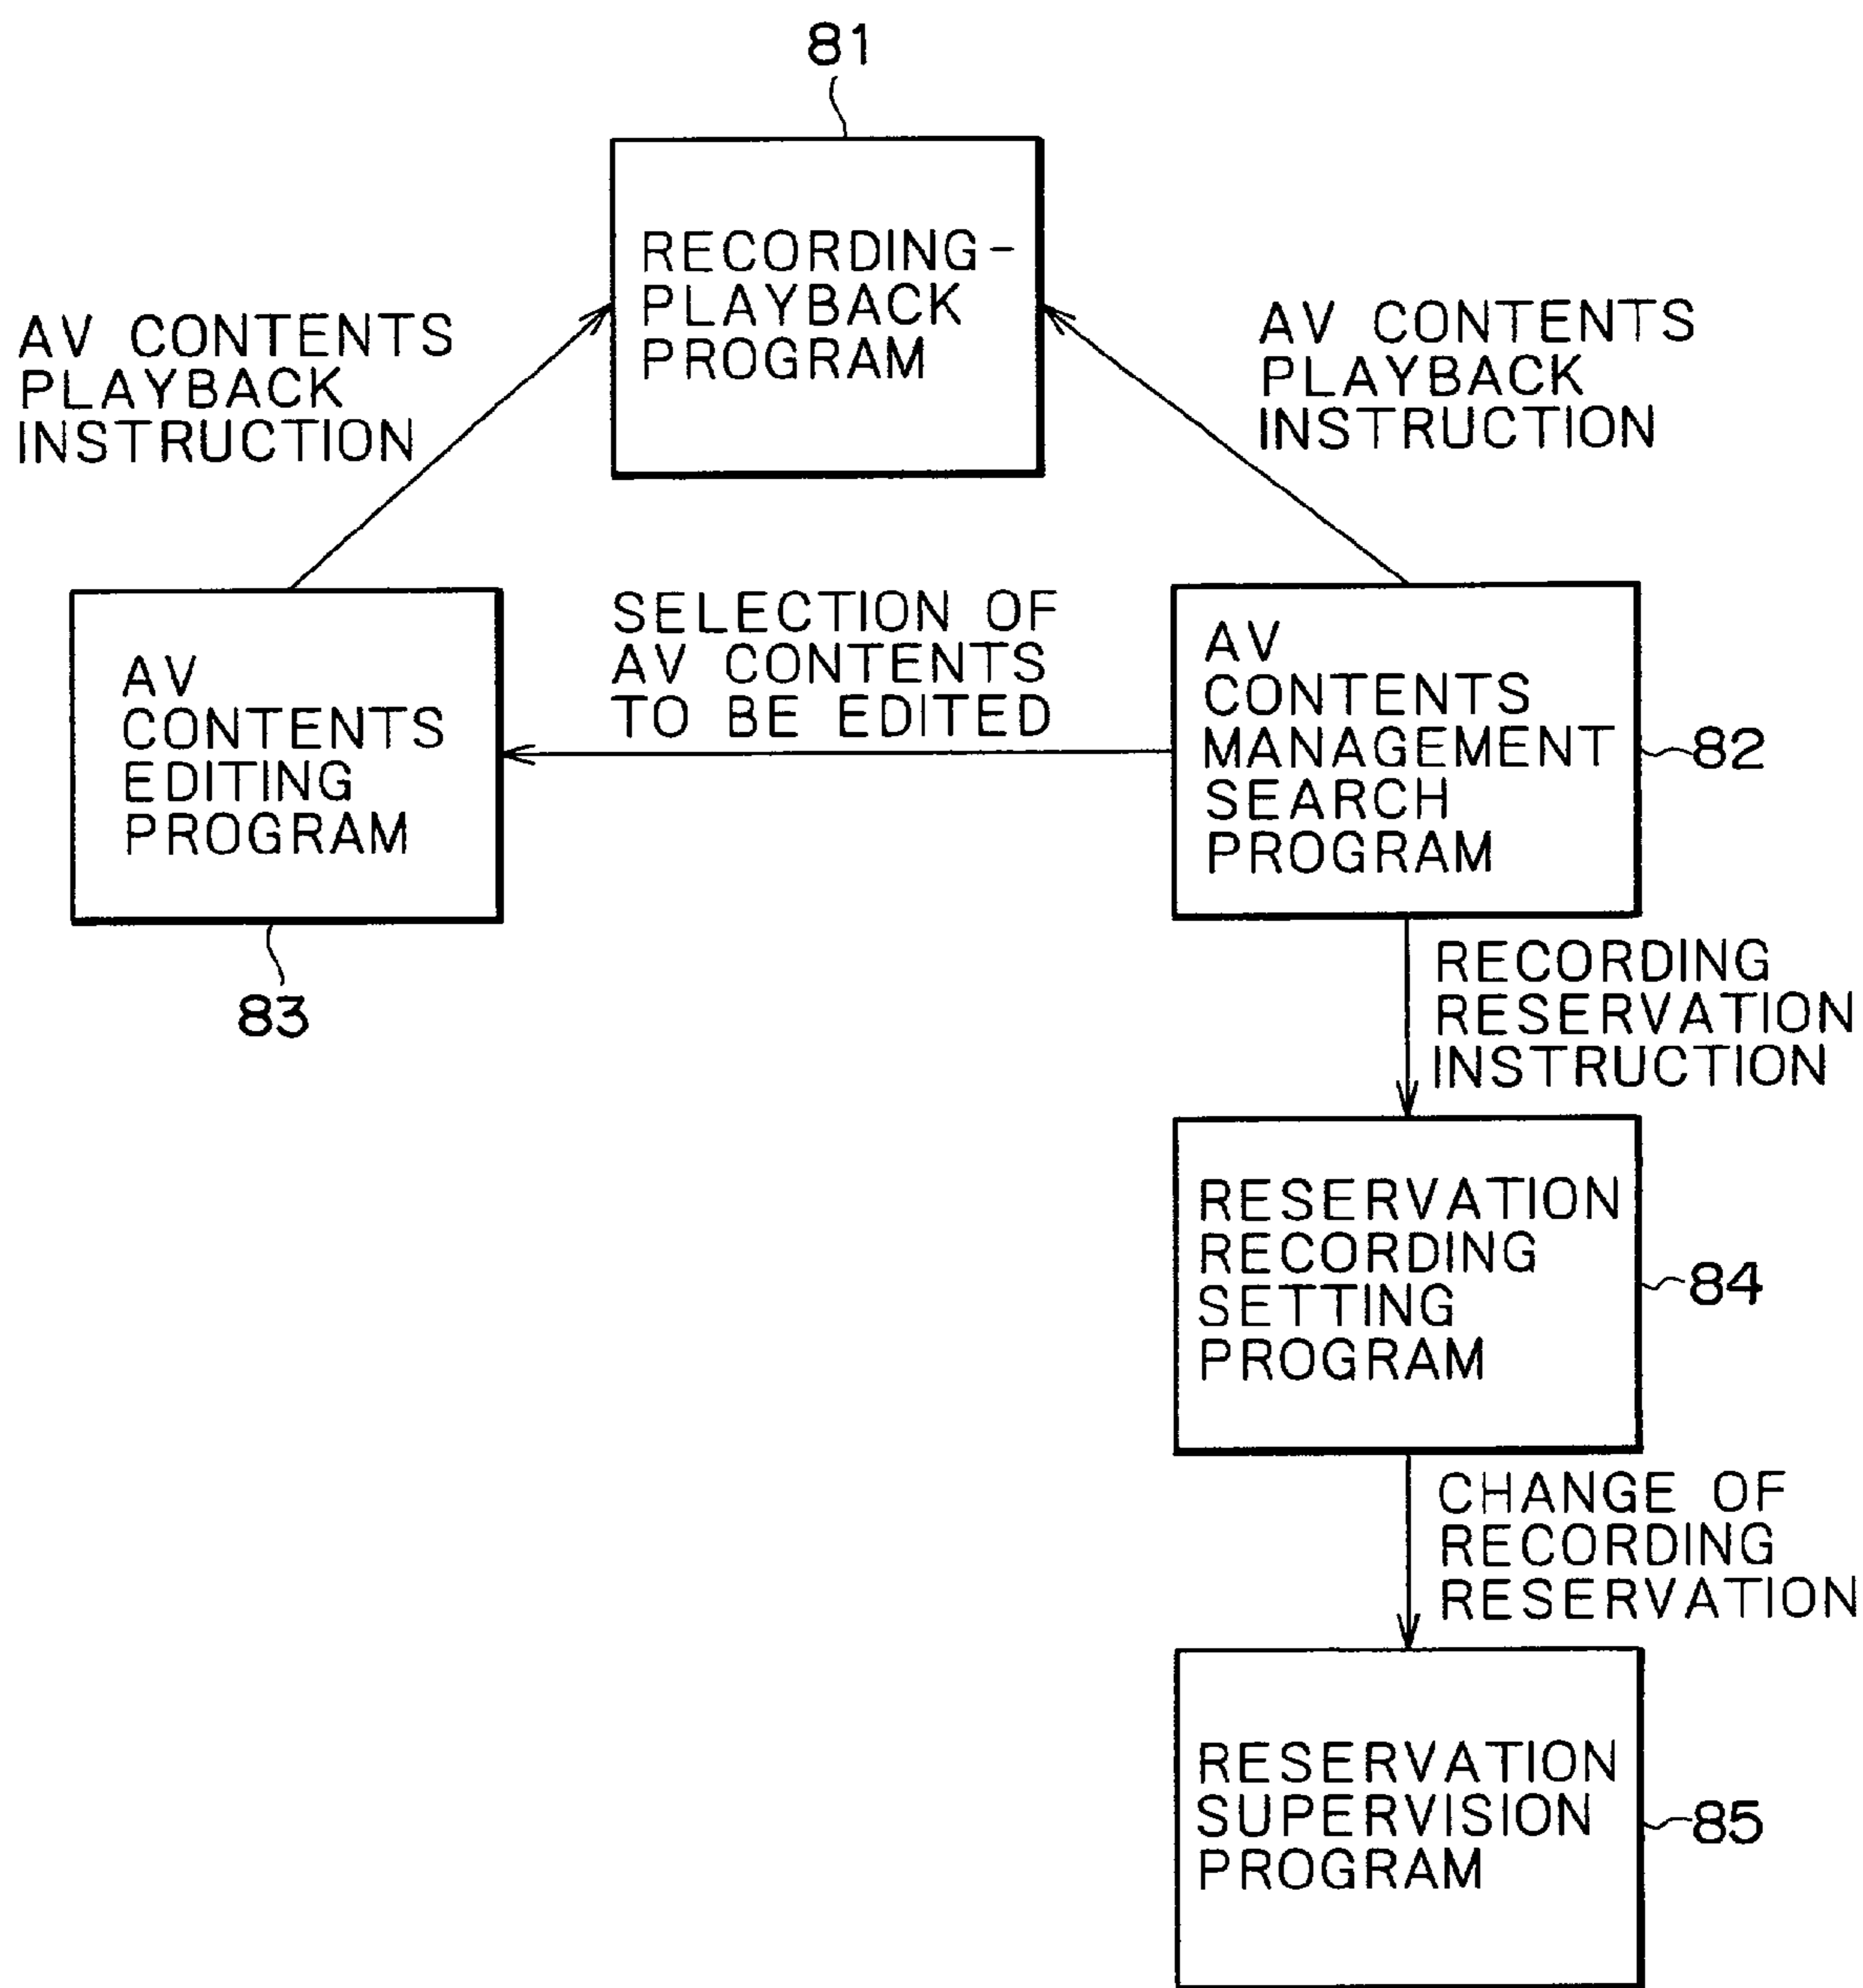 81
RECORDING-
PLAYBACK
PROGRAM
AV CONTENTS
PLAYBACK
INSTRUCTION
AV CONTENTS
PLAYBACK
INSTRUCTION
AV
CONTENTS
EDITING
PROGRAM
83
SELECTION OF
AV CONTENTS
TO BE EDITED
AV
CONTENTS
MANAGEMENT
SEARCH
PROGRAM
82
RECORDING
RESERVATION
INSTRUCTION
RESERVATION
RECORDING
SETTING
PROGRAM
84
CHANGE OF
RECORDING
RESERVATION
RESERVATION
SUPERVISION
PROGRAM
85